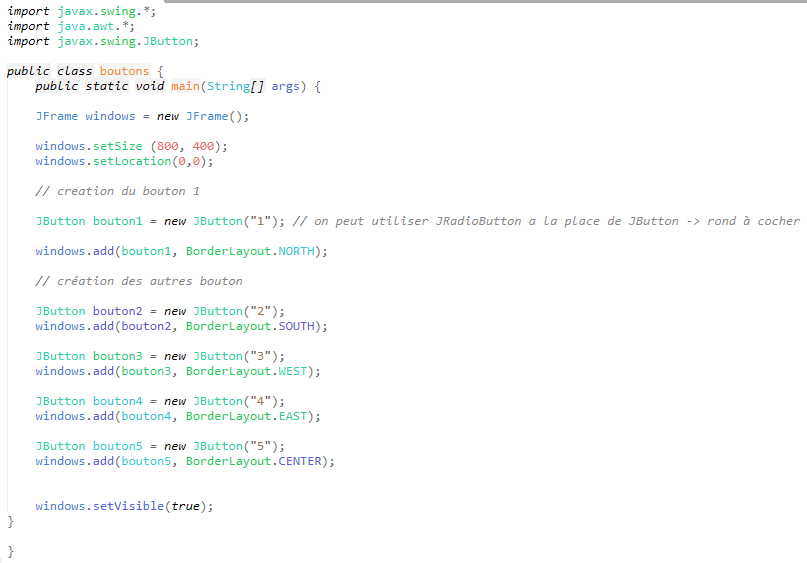 import javax.swing.*;
import java.awt.*;
import javax.swing.JButton;
public class boutons {
public static void main(String[] args) {
JFrame windows = new JFrame();
windows.setSize (800, 400);
windows.setLocation(0,0);
// creation du bouton 1
JButton bouton1 = new JButton("1"); // on peut utiliser JRadioButton a la place de JButton -> rond à cocher
windows.add(bouton1, BorderLayout.NORTH);
// création des autres bouton
JButton bouton2 = new JButton("2");
windows.add(bouton2, BorderLayout.SOUTH);
JButton bouton3 = new JButton("3");
windows.add(bouton3, BorderLayout.WEST);
JButton bouton4 = new JButton("4");
windows.add(bouton4, BorderLayout.EAST);
JButton bouton5 = new JButton("5");
windows.add(bouton5, BorderLayout.CENTER);
windows.setVisible(true);
}
}